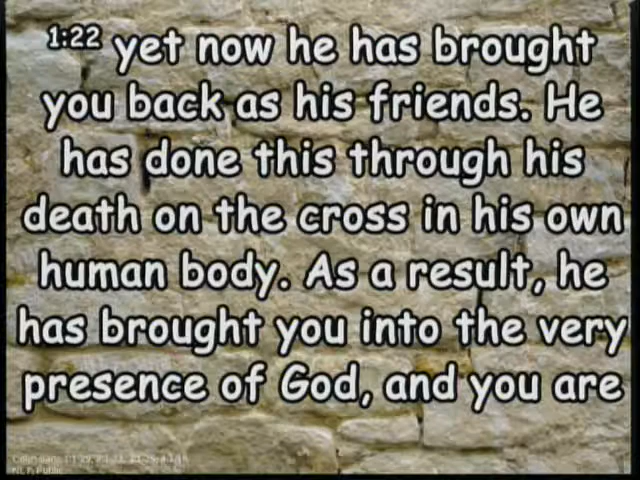 1:22 yet now he has brought
you back as his friends. He
has done this through his
death on the cross in his own
human body. As a result, he
has brought you into the very
presence of God, and you are